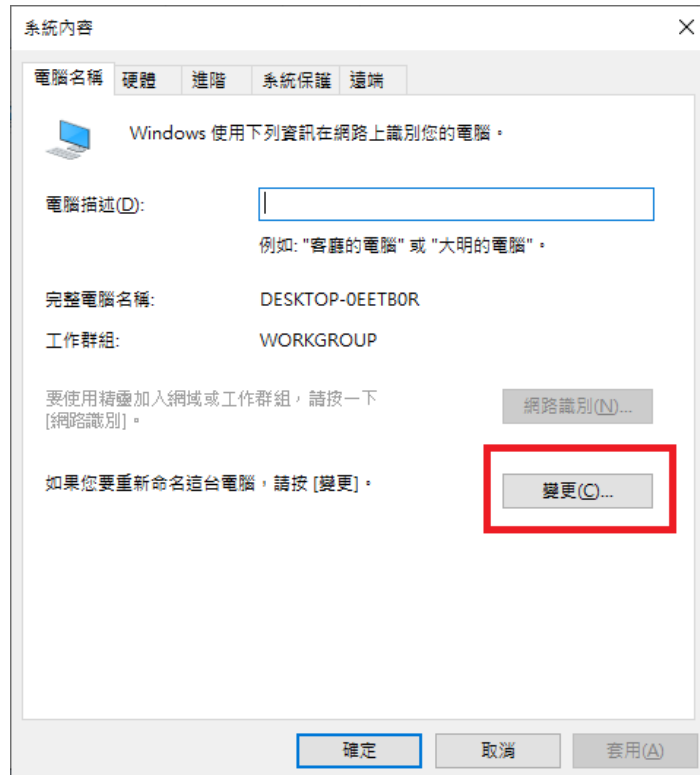 系統內容
電腦名稱 硬體 進階 系統保護 遠端
Windows 使用下列資訊在網路上識別您的電腦。
電腦描述(D):
例如: "客廳的電腦" 或 "大明的電腦"。
完整電腦名稱: DESKTOP-0EETB0R
工作群組: WORKGROUP
要使用精靈加入網域或工作群組，請按一下
[網路識別]。
網路識別(N)...
如果您要重新命名這台電腦，請按 [變更]。
變更(C)...
確定 取消 套用(A)